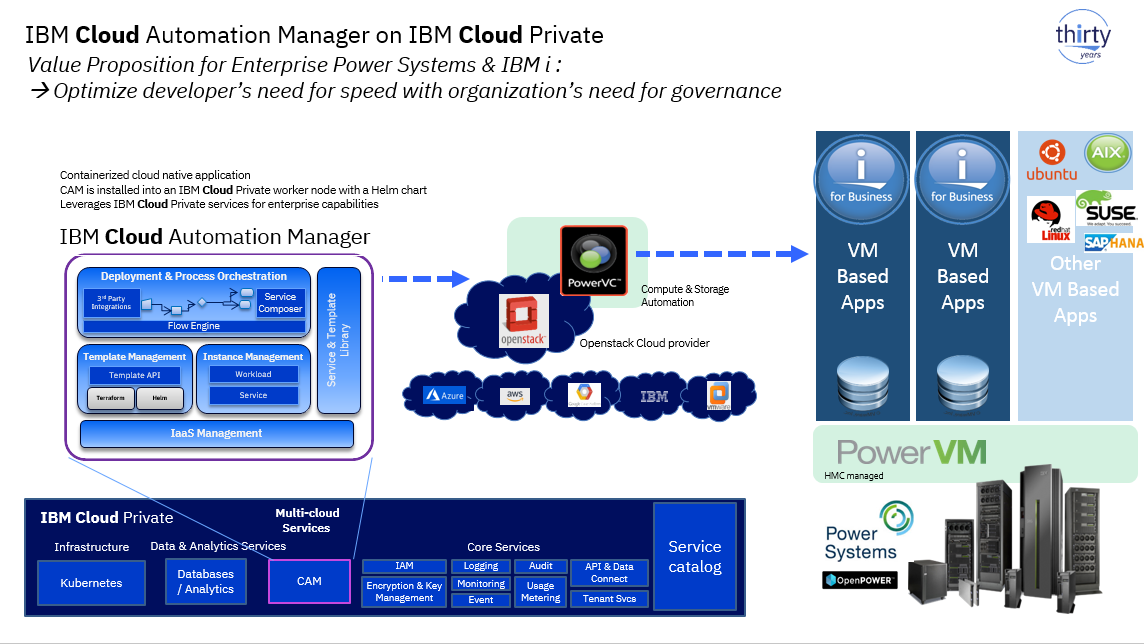 IBM Cloud Automation Manager on IBM Cloud Private
Value Proposition for Enterprise Power Systems & IBM i :
→ Optimize developer's need for speed with organization's need for governance
thirty
years
Containerized cloud native application
CAM is installed into an IBM Cloud Private worker node with a Helm chart
Leverages IBM Cloud Private services for enterprise capabilities
IBM Cloud Automation Manager
Deployment & Process Orchestration
3rd Party
Integrations
Service
Composer
Flow Engine
Service & Template
Library
Template Management
Template API
Terraform
Helm
Instance Management
Workload
Service
IaaS Management
PowerVC™
Compute & Storage
Automation
openstack
Openstack Cloud provider
Azure
aws
IBM
vmware
i
for Business
VM
Based
Apps
i
for Business
VM
Based
Apps
ubuntu
AIX
redhat
Linux
SUSE
We adapt. You succeed.
SAP HANA
Other
VM Based
Apps
PowerVM
HMC managed
Power
Systems
OpenPOWER
IBM Cloud Private
Multi-cloud
Services
Infrastructure
Data & Analytics Services
Core Services
Kubernetes
Databases
/ Analytics
CAM
IAM
Encryption & Key
Management
Logging
Monitoring
Event
Audit
Usage
Metering
API & Data
Connect
Tenant Svcs
Service
catalog